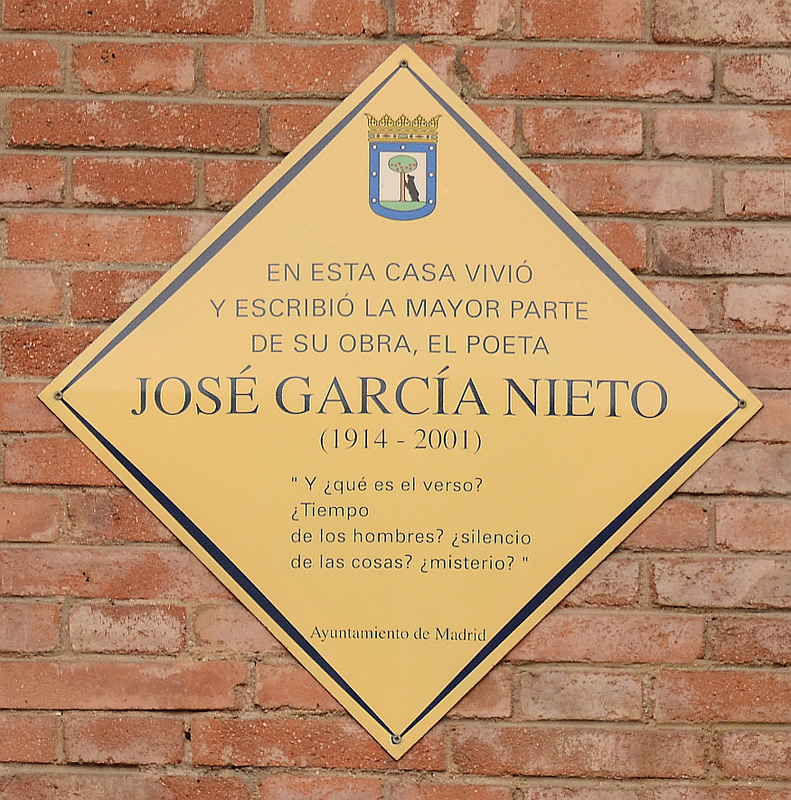 EN ESTA CASA VIVIÓ
Y ESCRIBIÓ LA MAYOR PARTE
DE SU OBRA, EL POETA
JOSÉ GARCÍA NIETO
(1914 - 2001)
" Y ¿qué es el verso?
¿Tiempo
de los hombres? ¿silencio
de las cosas? ¿misterio? "
Ayuntamiento de Madrid